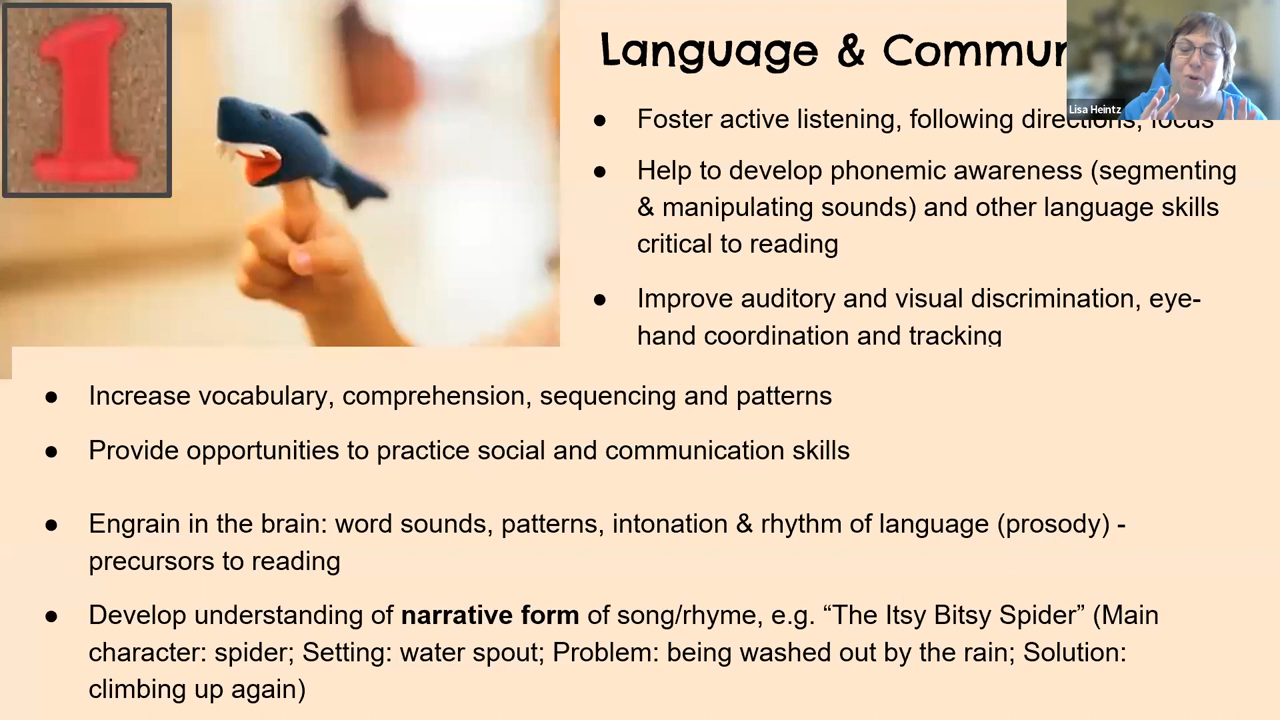 1
Language & Commun
Lisa Heintz
● Foster active listening, following directions, focus
● Help to develop phonemic awareness (segmenting
& manipulating sounds) and other language skills
critical to reading
● Improve auditory and visual discrimination, eye-
hand coordination and tracking
● Increase vocabulary, comprehension, sequencing and patterns
● Provide opportunities to practice social and communication skills
● Engrain in the brain: word sounds, patterns, intonation & rhythm of language (prosody) -
precursors to reading
● Develop understanding of narrative form of song/rhyme, e.g. “The Itsy Bitsy Spider” (Main
character: spider; Setting: water spout; Problem: being washed out by the rain; Solution:
climbing up again)